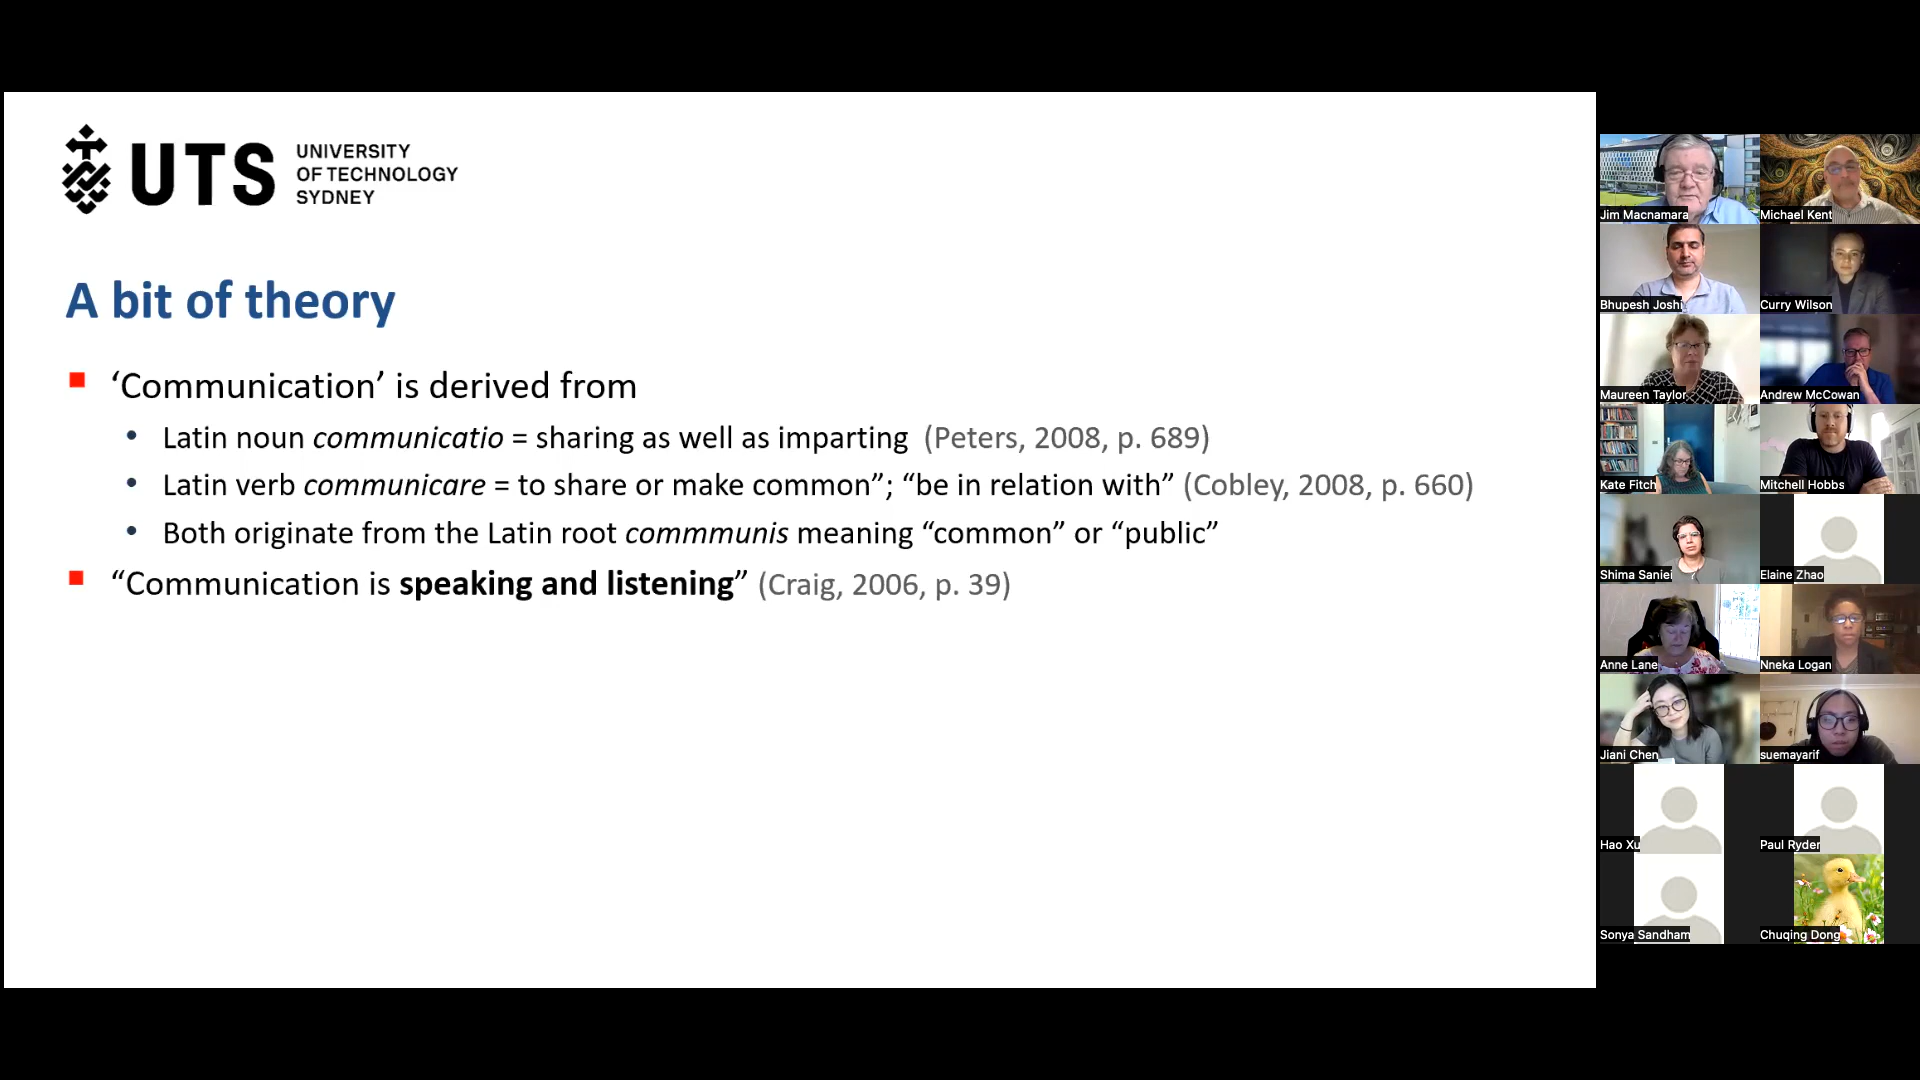 UTS
UNIVERSITY
OF TECHNOLOGY
SYDNEY
A bit of theory
‘Communication’ is derived from
• Latin noun communicatio = sharing as well as imparting (Peters, 2008, p. 689)
• Latin verb communicare = to share or make common”; “be in relation with” (Cobley, 2008, p. 660)
• Both originate from the Latin root commmunis meaning “common” or “public”
“Communication is speaking and listening” (Craig, 2006, p. 39)
Jim Macnamara
Michael Kent
Bhupesh Joshi
Curry Wilson
Maureen Taylor
Andrew McCowan
Kate Fitch
Mitchell Hobbs
Shima Saniei
Elaine Zhao
Anne Lane
Nneka Logan
Jiani Chen
suemayarif
Hao Xu
Paul Ryder
Sonya Sandham
Chuqing Dong